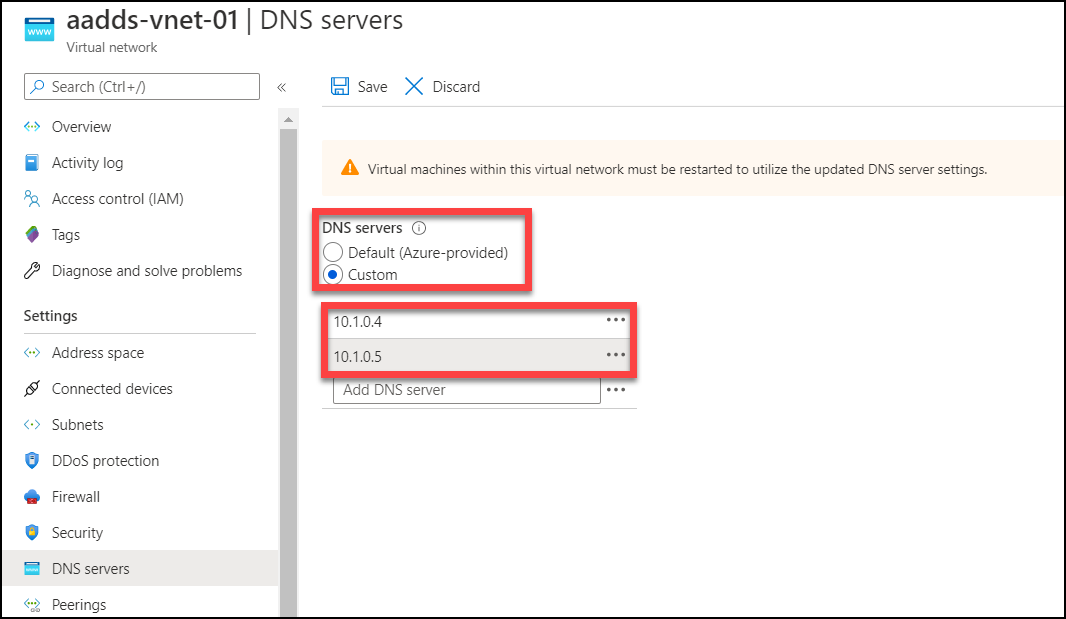 www
aadds-vnet-01 | DNS servers
Virtual network
Search (Ctrl+/)
«
Save
Discard
Overview
Activity log
Access control (IAM)
Tags
Diagnose and solve problems
Settings
Address space
Connected devices
Subnets
DDoS protection
Firewall
Security
DNS servers
Peerings
Virtual machines within this virtual network must be restarted to utilize the updated DNS server settings.
DNS servers
Default (Azure-provided)
Custom
10.1.0.4
10.1.0.5
Add DNS server